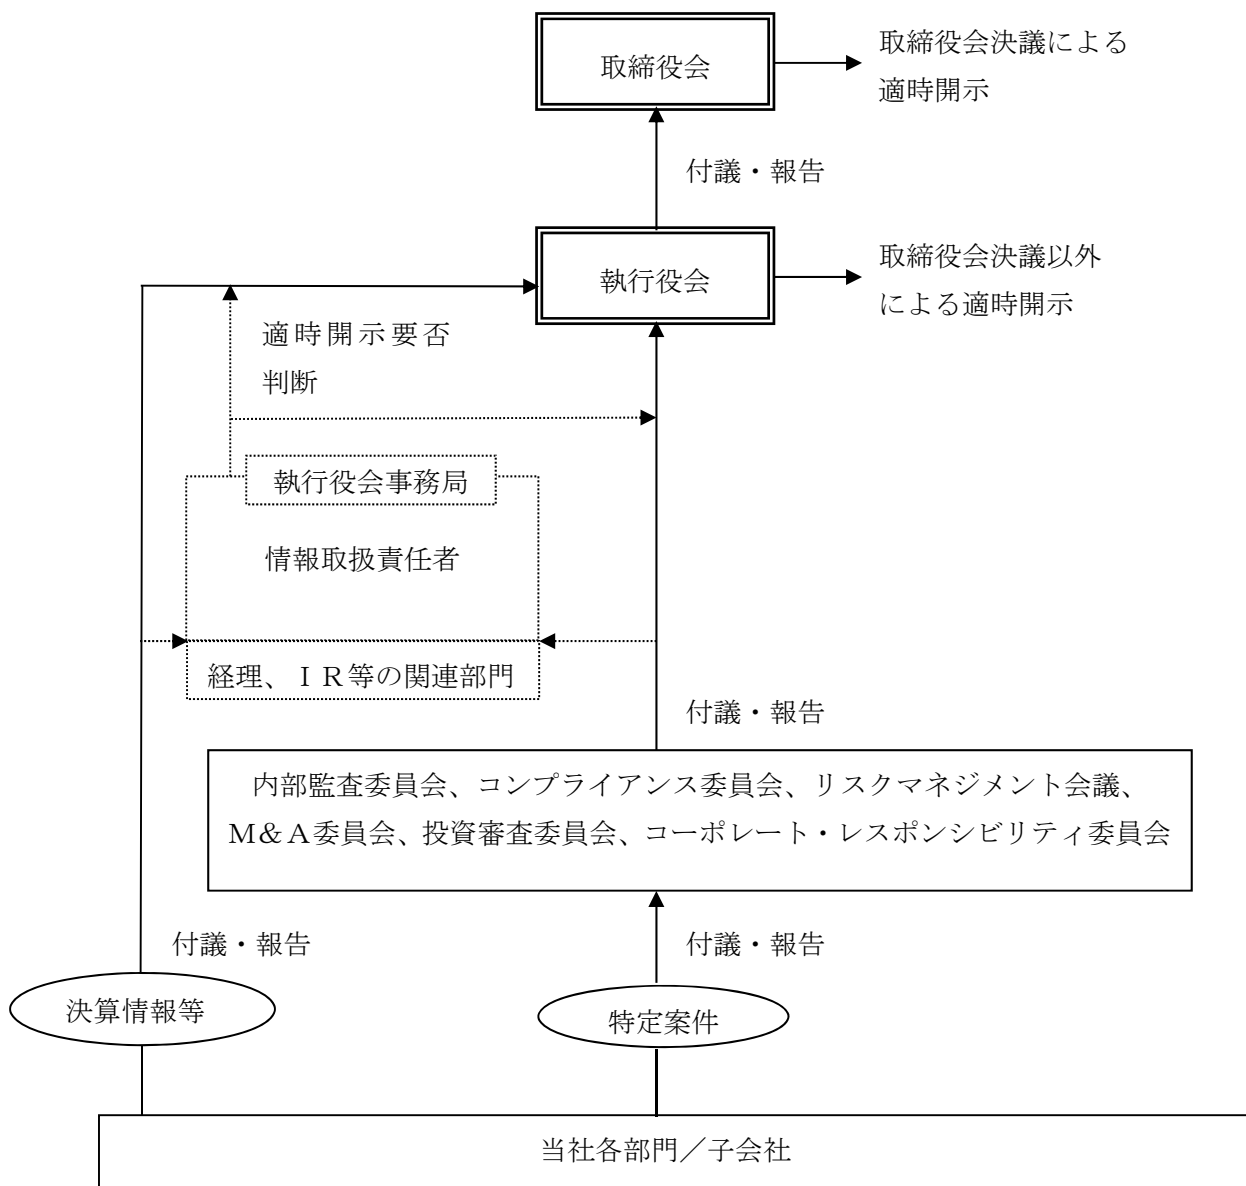 取締役会
取締役会決議による
適時開示
付議・報告
執行役会
取締役会決議以外
による適時開示
適時開示要否
判断
執行役会事務局
情報取扱責任者
経理、ＩＲ等の関連部門
付議・報告
内部監査委員会、コンプライアンス委員会、リスクマネジメント会議、
Ｍ＆Ａ委員会、投資審査委員会、コーポレート・レスポンシビリティ委員会
付議・報告
付議・報告
決算情報等
特定案件
当社各部門／子会社